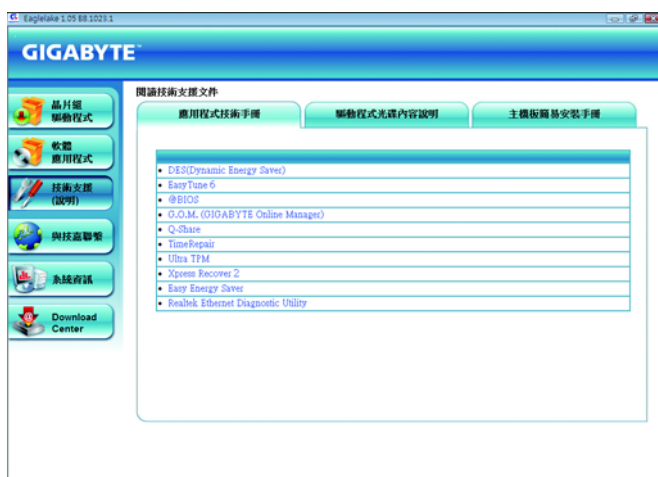 Eaglelake 1.05 B8.1023.1
GIGABYTE™
閱讀技術支援文件
晶片組
驅動程式
軟體
應用程式
技術支援
(說明)
與技嘉聯繫
系統資訊
Download
Center
應用程式技術手冊
驅動程式光碟內容說明
主機板簡易安裝手冊
• DES(Dynamic Energy Saver)
• EasyTune 6
• @BIOS
• G.O.M. (GIGABYTE Online Manager)
• Q-Share
• TimeRepair
• Ultra TPM
• Xpress Recover 2
• Easy Energy Saver
• Realtek Ethernet Diagnostic Utility